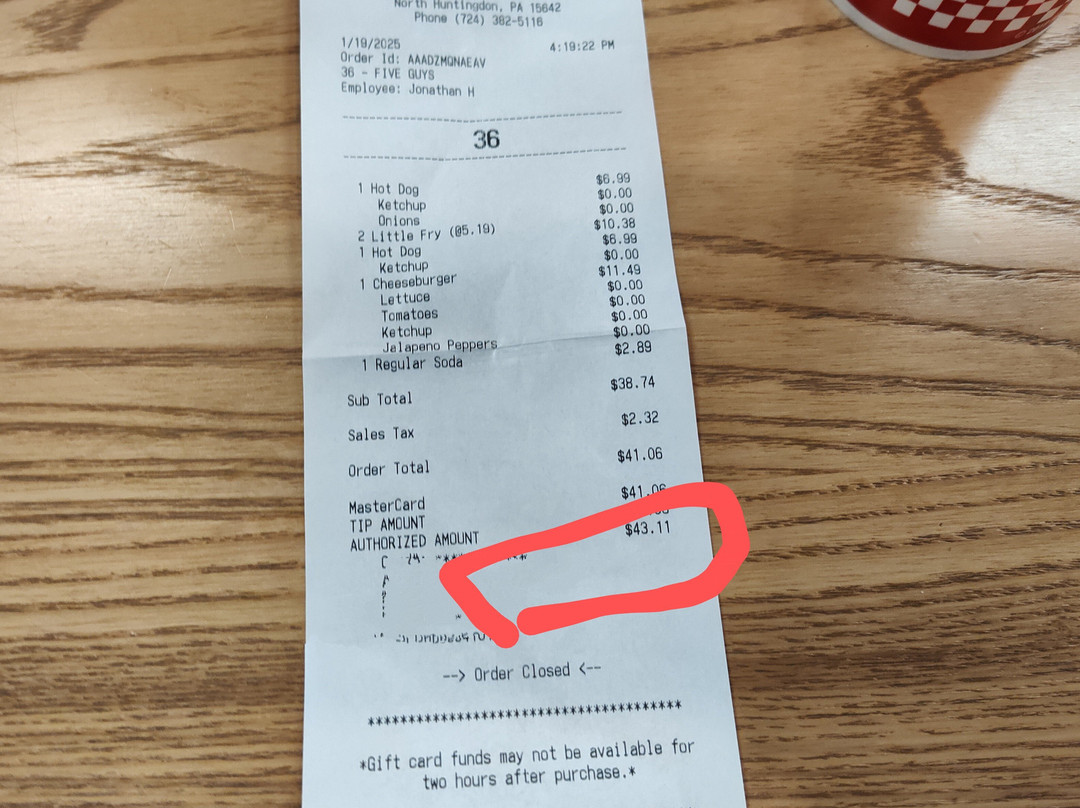 North Huntingdon, PA 15642
Phone (724) 382-5116
1/19/2025 4:19:22 PM
Order Id: AAADZMQNAEAV
36 - FIVE GUYS
Employee: Jonathan H
36
1 Hot Dog $6.99
Ketchup $0.00
Onions $0.00
2 Little Fry (@5.19) $10.38
1 Hot Dog $6.99
Ketchup $0.00
1 Cheeseburger $11.49
Lettuce $0.00
Tomatoes $0.00
Ketchup $0.00
Jalapeno Peppers $0.00
1 Regular Soda $2.89
Sub Total $38.74
Sales Tax $2.32
Order Total $41.06
MasterCard $41.06
TIP AMOUNT
AUTHORIZED AMOUNT $43.11
--> Order Closed <--
****************************************
*Gift card funds may not be available for
two hours after purchase.*